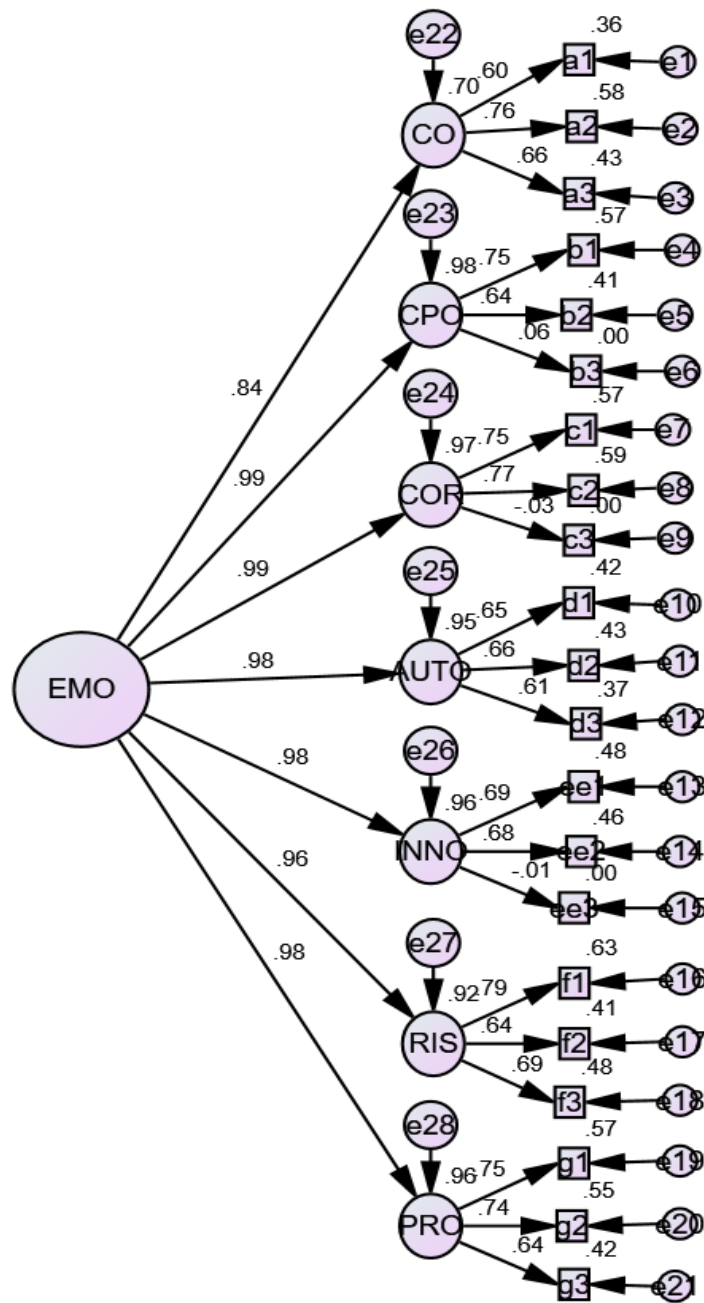 e22
.36
a1
e1
.70
.60
.58
CO
.76
a2
e2
.66
.43
a3
e3
e23
.57
.98
.75
b1
e4
.41
CPO
.64
b2
e5
.06
.00
b3
e6
e24
.57
.97
.75
c1
e7
.59
COR
.77
c2
e8
-.03
.00
c3
e9
e25
.42
.95
.65
d1
e10
.43
AUTO
.66
d2
e11
.61
.37
d3
e12
e26
.48
.96
.69
ee1
e13
.46
INNO
.68
ee2
e14
-.01
.00
ee3
e15
e27
.63
.92
.79
f1
e16
.41
RIS
.64
f2
e17
.69
.48
f3
e18
e28
.57
.96
.75
g1
e19
.55
PRO
.74
g2
e20
.64
.42
g3
e21
EMO
.84
.99
.99
.98
.98
.96
.98